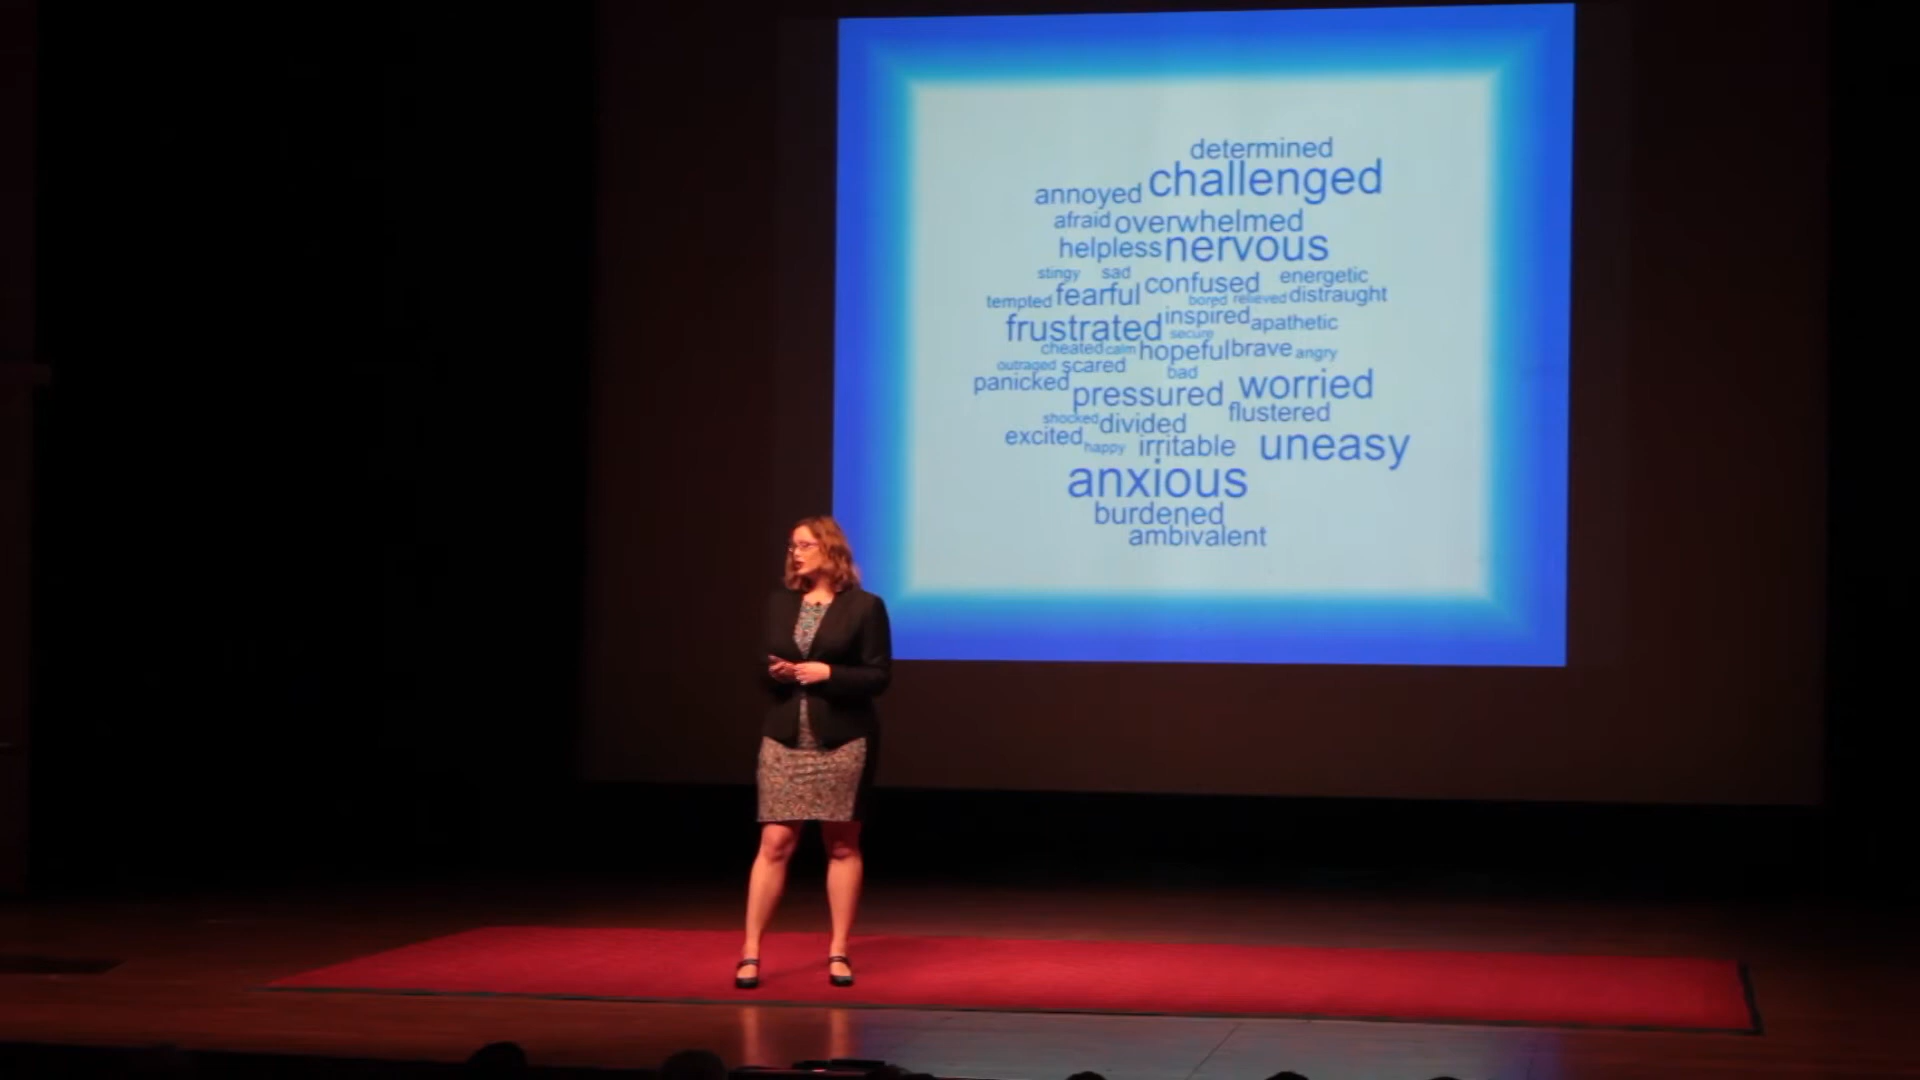 determined
annoyed challenged
afraid overwhelmed
helpless nervous
stingy sad confused energetic
tempted fearful bored relieved distraught
frustrated inspired apathetic
secure
cheated calm hopeful brave angry
outraged scared bad
panicked pressured worried
shocked divided flustered
excited happy irritable uneasy
anxious
burdened
ambivalent